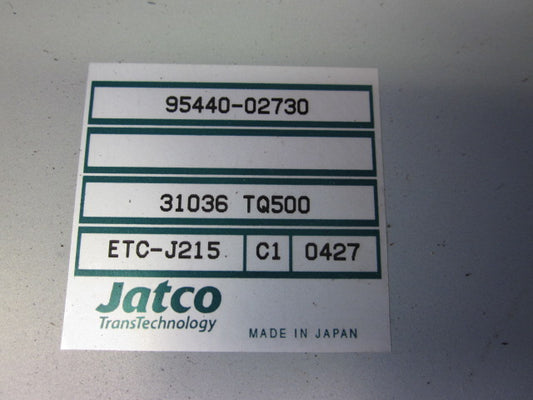 95440-02730
31036 TQ500
ETC-J215 C1 0427
Jatco
TransTechnology
MADE IN JAPAN